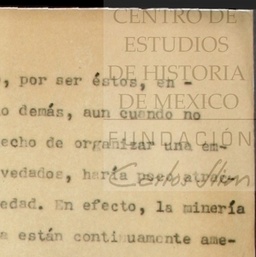 CENTRO DE
ESTUDIOS
DE HISTORIA
DE MEXICO
FUNDACIÓN
Carlos Slim
, por ser éstos, en -
o demás, aun cuando no
echo de organizar una em-
vedados, haría poco atrac-
edad. En efecto, la minería
a están continuamente ame-